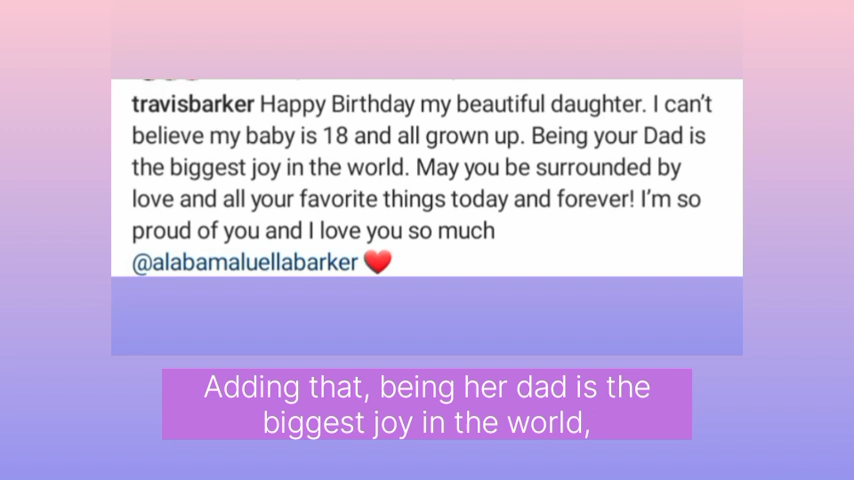 travisbarker Happy Birthday my beautiful daughter. I can't
believe my baby is 18 and all grown up. Being your Dad is
the biggest joy in the world. May you be surrounded by
love and all your favorite things today and forever! I'm so
proud of you and I love you so much
@alabamaluellabarker ❤️
Adding that, being her dad is the
biggest joy in the world,